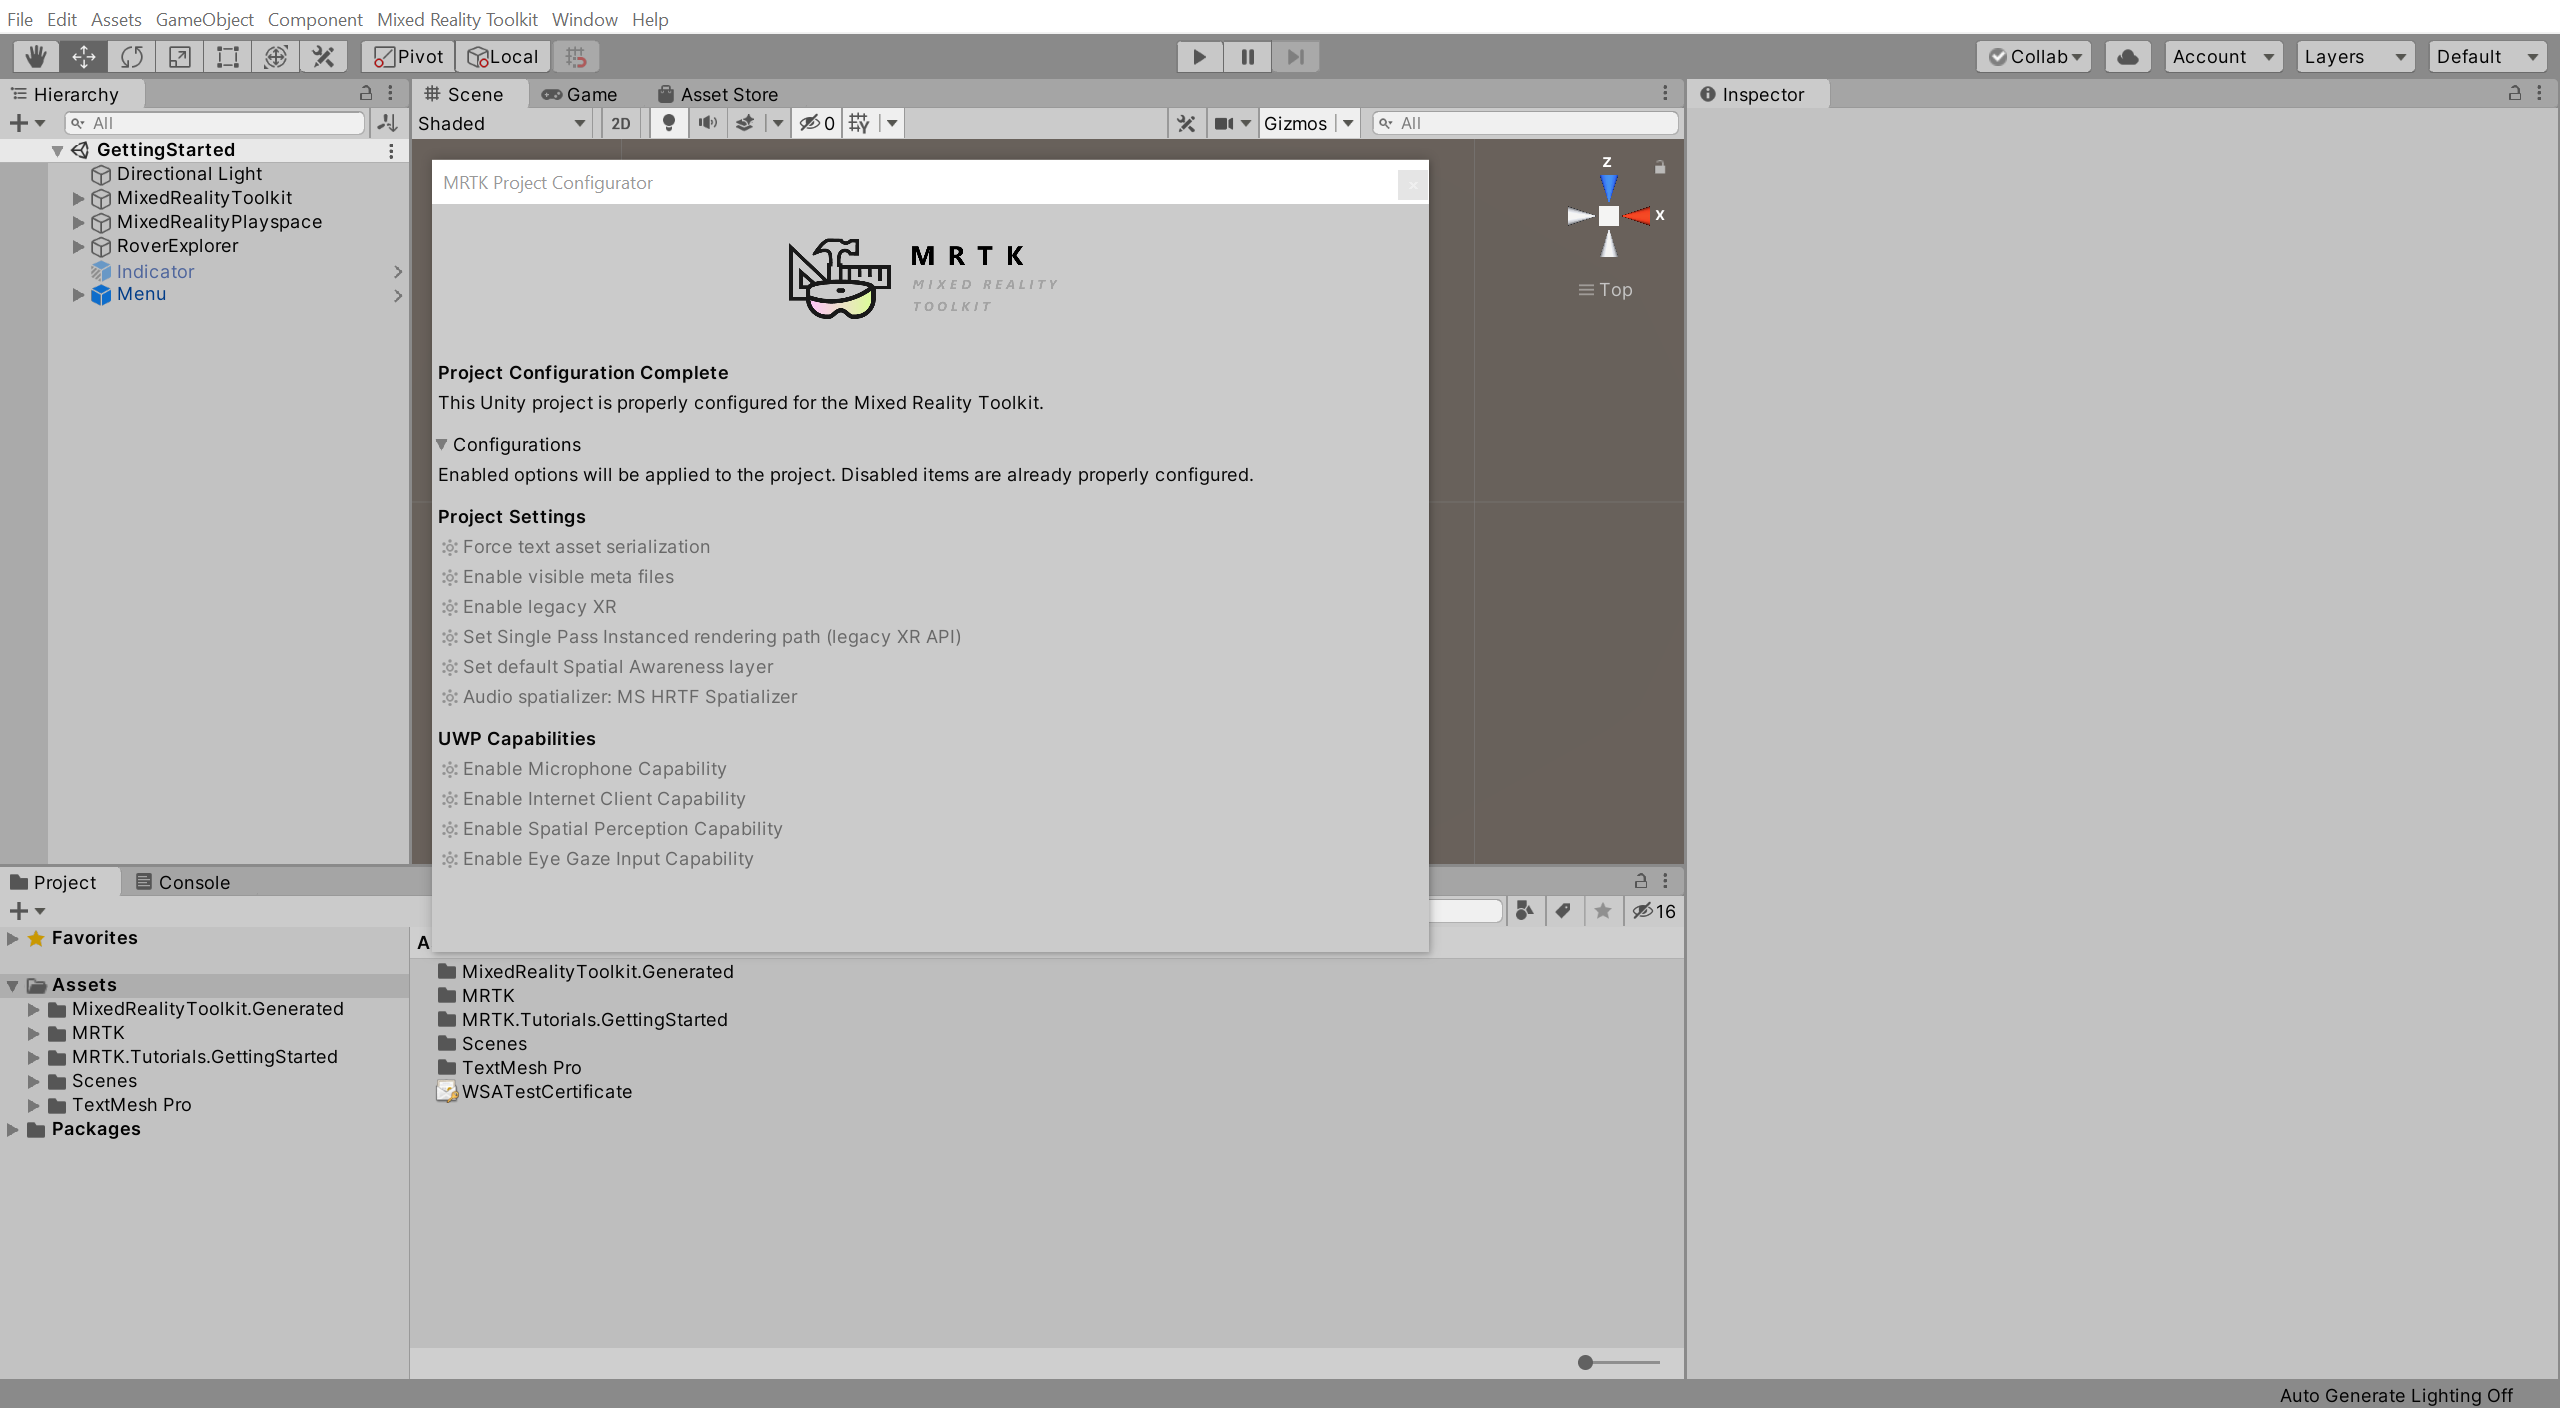 File Edit Assets GameObject Component Mixed Reality Toolkit Window Help
Pivot Local Collab Account Layers Default
Hierarchy
All
GettingStarted
Directional Light
MixedRealityToolkit
MixedRealityPlayspace
RoverExplorer
Indicator
Menu
Scene Game Asset Store
Shaded 2D 0 Gizmos All
Z
X
Top
Inspector
MRTK Project Configurator
MRTK
MIXED REALITY
TOOLKIT
Project Configuration Complete
This Unity project is properly configured for the Mixed Reality Toolkit.
Configurations
Enabled options will be applied to the project. Disabled items are already properly configured.
Project Settings
Force text asset serialization
Enable visible meta files
Enable legacy XR
Set Single Pass Instanced rendering path (legacy XR API)
Set default Spatial Awareness layer
Audio spatializer: MS HRTF Spatializer
UWP Capabilities
Enable Microphone Capability
Enable Internet Client Capability
Enable Spatial Perception Capability
Enable Eye Gaze Input Capability
Project Console
16
Favorites
Assets
MixedRealityToolkit.Generated
MRTK
MRTK.Tutorials.GettingStarted
Scenes
TextMesh Pro
Packages
A
MixedRealityToolkit.Generated
MRTK
MRTK.Tutorials.GettingStarted
Scenes
TextMesh Pro
WSATestCertificate
Auto Generate Lighting Off